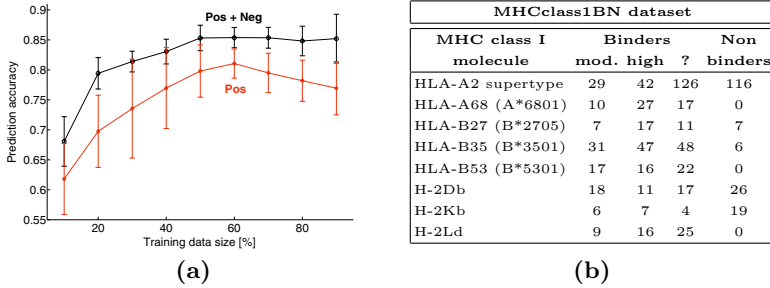 0.9
0.85
0.8
0.75
0.7
0.65
0.6
0.55
Prediction accuracy
Pos + Neg
Pos
20 40 60 80
Training data size [%]
(a)
MHCclass1BN dataset
MHC class I Binders Non
molecule mod. high ? binders
HLA-A2 supertype 29 42 126 116
HLA-A68 (A*6801) 10 27 17 0
HLA-B27 (B*2705) 7 17 11 7
HLA-B35 (B*3501) 31 47 48 6
HLA-B53 (B*5301) 17 16 22 0
H-2Db 18 11 17 26
H-2Kb 6 7 4 19
H-2Ld 9 16 25 0
(b)